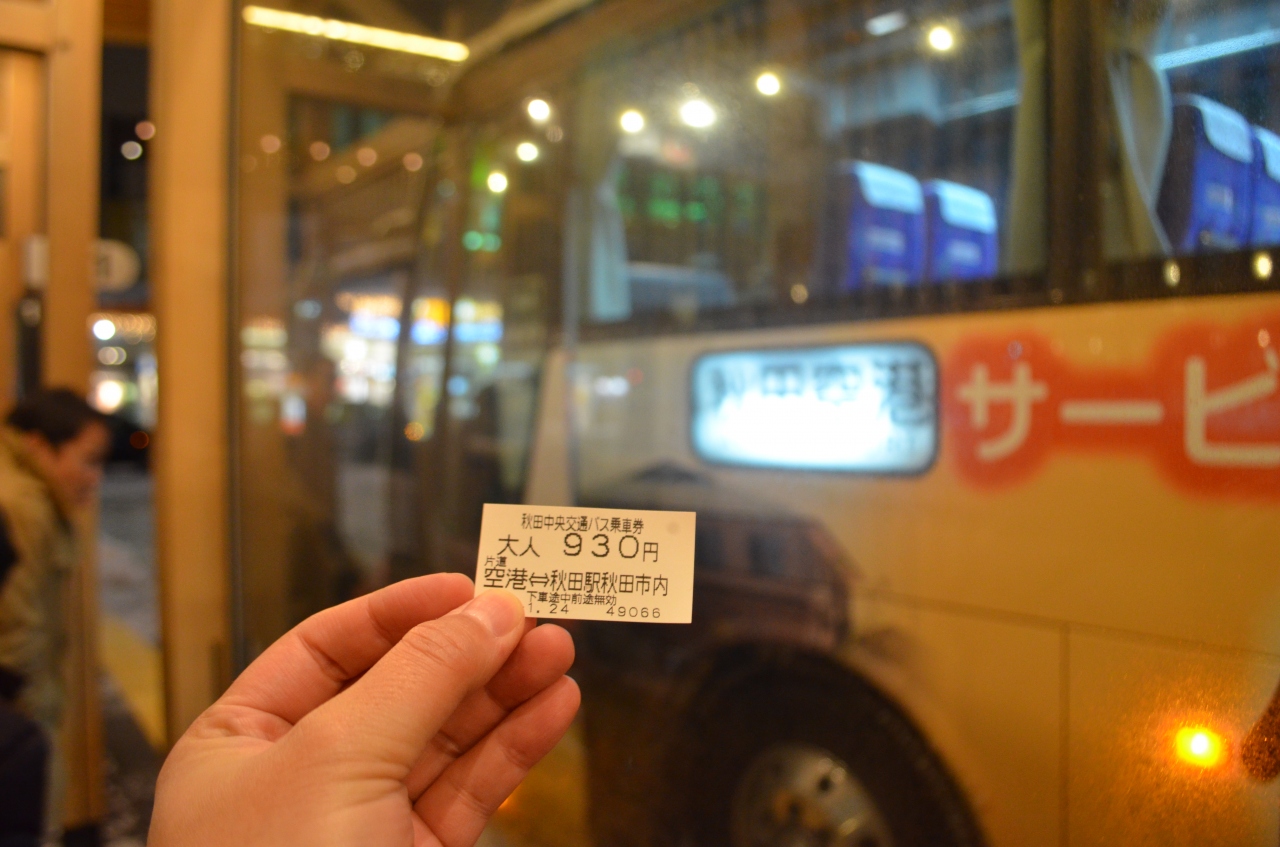 秋田空港
サービ
秋田中央交通バス乗車券
大人 930円
片道
空港⇔秋田駅秋田市内
下車途中前途無効
1.24 49066